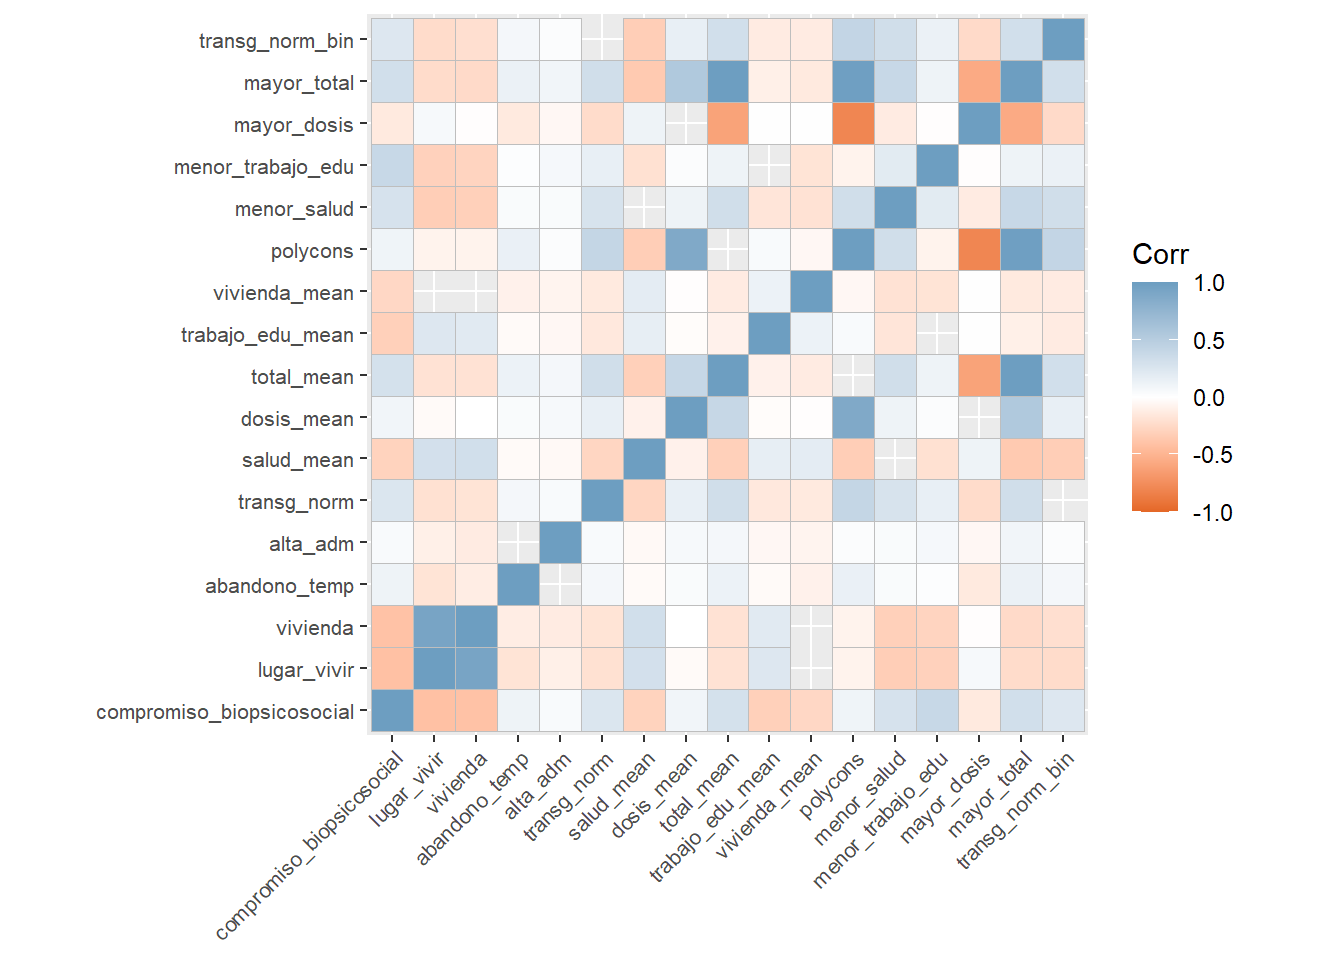 transg_norm_bin
mayor_total
mayor_dosis
menor_trabajo_edu
menor_salud
polycons
vivienda_mean
trabajo_edu_mean
total_mean
dosis_mean
salud_mean
transg_norm
alta_adm
abandono_temp
vivienda
lugar_vivir
compromiso_biopsicosocial
compromiso_biopsicosocial
lugar_vivir
vivienda
abandono_temp
alta_adm
transg_norm
salud_mean
dosis_mean
total_mean
trabajo_edu_mean
vivienda_mean
polycons
menor_salud
menor_trabajo_edu
mayor_dosis
mayor_total
transg_norm_bin
Corr
1.0
0.5
0.0
-0.5
-1.0